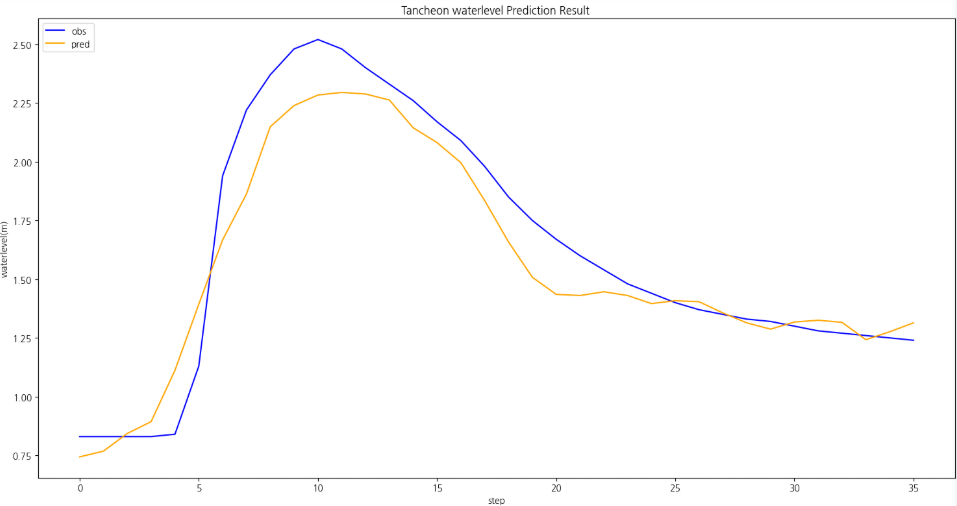 Tancheon waterlevel Prediction Result
obs
pred
2.50
2.25
2.00
1.75
1.50
1.25
1.00
0.75
waterlevel(m)
0 5 10 15 20 25 30 35
step